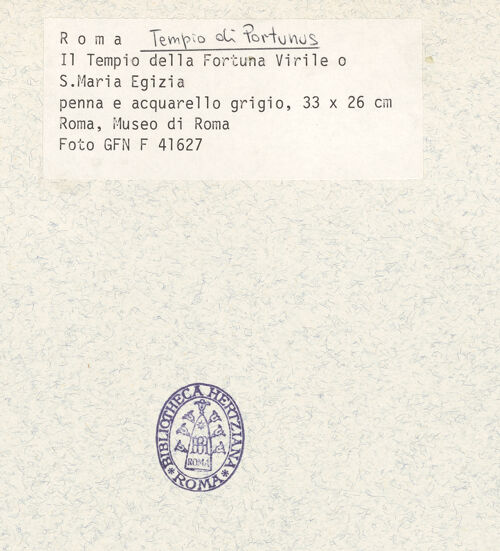 Roma Tempio di Portunus
Il Tempio della Fortuna Virile o
S.Maria Egizia
penna e acquarello grigio, 33 x 26 cm
Roma, Museo di Roma
Foto GFN F 41627
BIBLIOTHECA HERTZIANA
ROMA
*ROMA*